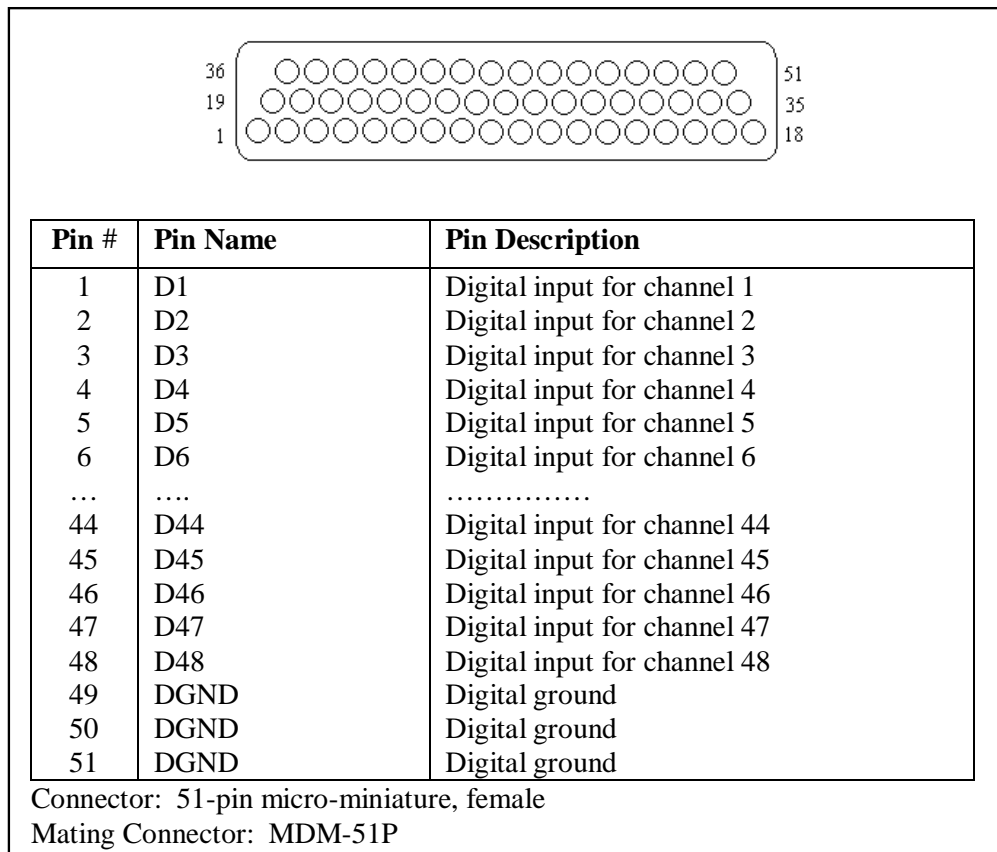 36 51
19 35
1 18
Pin # Pin Name Pin Description
1 D1 Digital input for channel 1
2 D2 Digital input for channel 2
3 D3 Digital input for channel 3
4 D4 Digital input for channel 4
5 D5 Digital input for channel 5
6 D6 Digital input for channel 6
… …. ……………
44 D44 Digital input for channel 44
45 D45 Digital input for channel 45
46 D46 Digital input for channel 46
47 D47 Digital input for channel 47
48 D48 Digital input for channel 48
49 DGND Digital ground
50 DGND Digital ground
51 DGND Digital ground
Connector: 51-pin micro-miniature, female
Mating Connector: MDM-51P